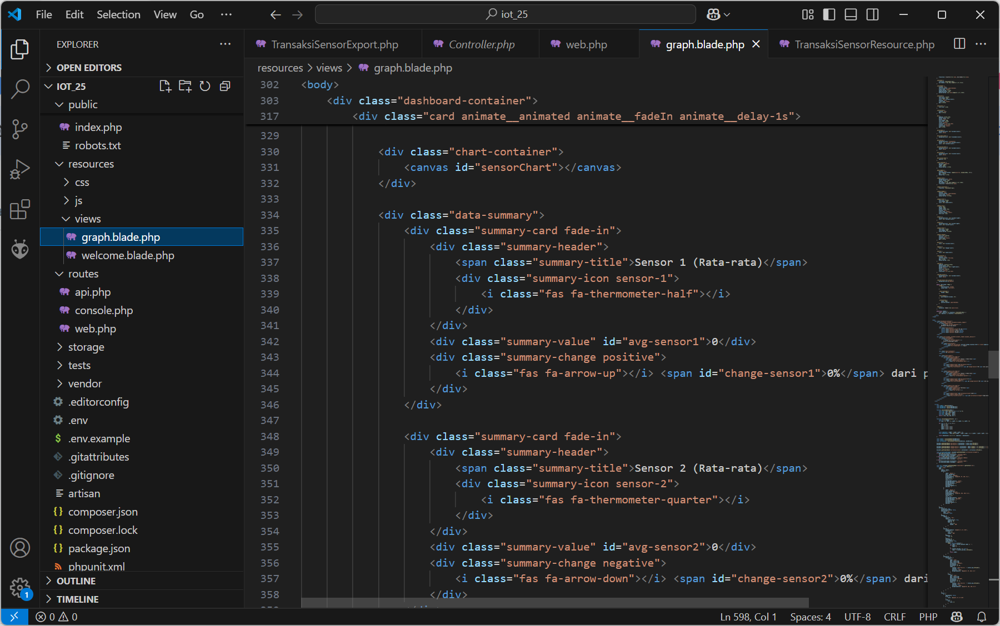 File Edit Selection View Go ··· iot_25
EXPLORER ···
OPEN EDITORS
IOT_25
public
index.php
robots.txt
resources
css
js
views
graph.blade.php
welcome.blade.php
routes
api.php
console.php
web.php
storage
tests
vendor
.editorconfig
.env
.env.example
.gitattributes
.gitignore
artisan
composer.json
composer.lock
package.json
phpunit.xml
OUTLINE
TIMELINE
1
TransaksiSensorExport.php Controller.php web.php graph.blade.php TransaksiSensorResource.php ···
resources > views > graph.blade.php
302 <body>
303 <div class="dashboard-container">
317 <div class="card animate__animated animate__fadeIn animate__delay-1s">
329
330 <div class="chart-container">
331 <canvas id="sensorChart"></canvas>
332 </div>
333
334 <div class="data-summary">
335 <div class="summary-card fade-in">
336 <div class="summary-header">
337 <span class="summary-title">Sensor 1 (Rata-rata)</span>
338 <div class="summary-icon sensor-1">
339 <i class="fas fa-thermometer-half"></i>
340 </div>
341 </div>
342 <div class="summary-value" id="avg-sensor1">0</div>
343 <div class="summary-change positive">
344 <i class="fas fa-arrow-up"></i> <span id="change-sensor1">0%</span> dari p
345 </div>
346 </div>
347
348 <div class="summary-card fade-in">
349 <div class="summary-header">
350 <span class="summary-title">Sensor 2 (Rata-rata)</span>
351 <div class="summary-icon sensor-2">
352 <i class="fas fa-thermometer-quarter"></i>
353 </div>
354 </div>
355 <div class="summary-value" id="avg-sensor2">0</div>
356 <div class="summary-change negative">
357 <i class="fas fa-arrow-down"></i> <span id="change-sensor2">0%</span> dari
358 </div>
0 0 Ln 598, Col 1 Spaces: 4 UTF-8 CRLF PHP